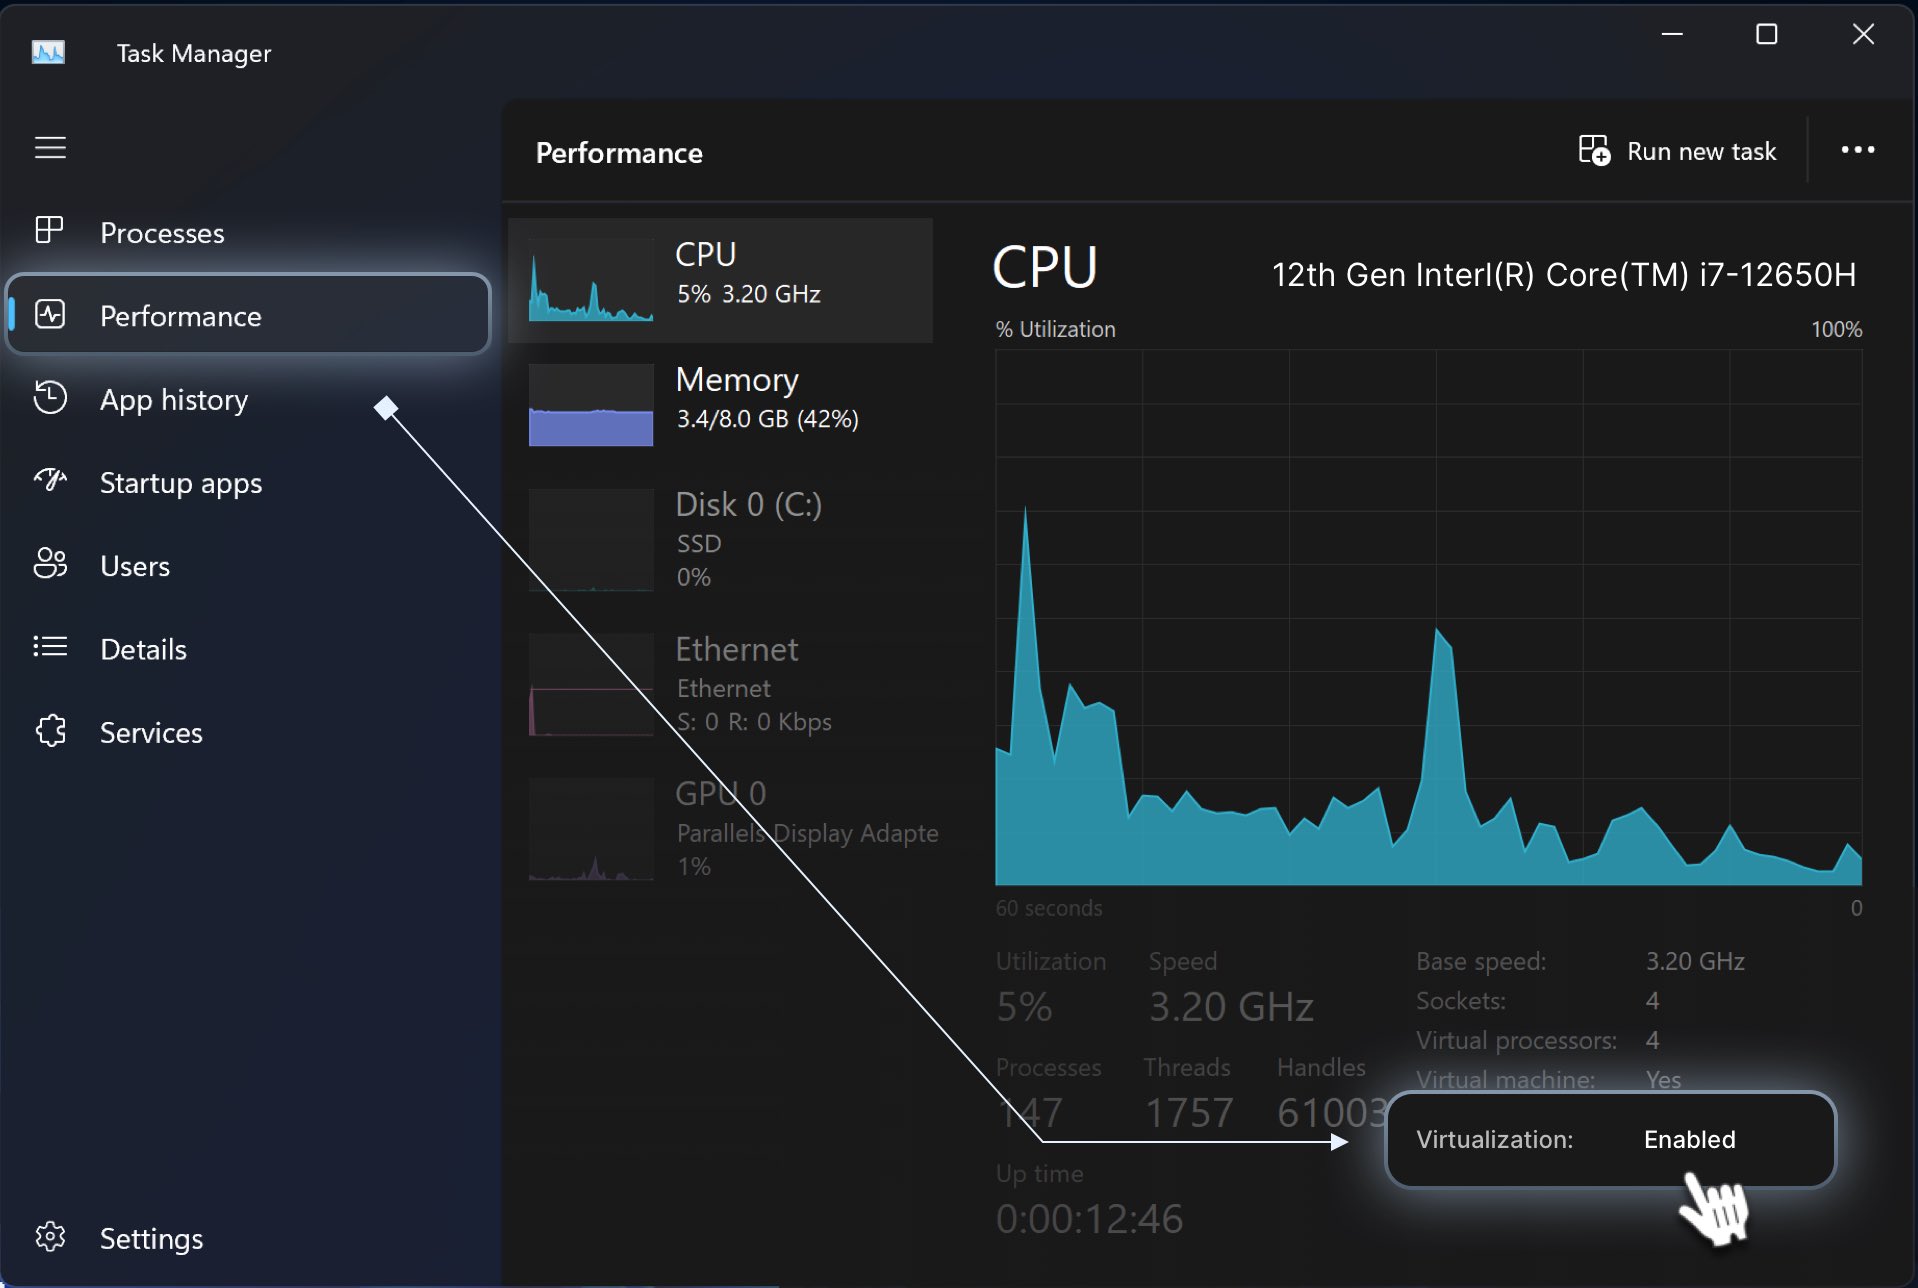 Task Manager
Performance
Run new task
Processes
Performance
App history
Startup apps
Users
Details
Services
Settings
CPU
5% 3.20 GHz
Memory
3.4/8.0 GB (42%)
Disk 0 (C:)
SSD
0%
Ethernet
Ethernet
S: 0 R: 0 Kbps
GPU 0
Parallels Display Adapte
1%
CPU 12th Gen Interl(R) Core(TM) i7-12650H
% Utilization 100%
60 seconds 0
Utilization Speed
5% 3.20 GHz
Processes Threads Handles
147 1757 61003
Up time
0:00:12:46
Base speed: 3.20 GHz
Sockets: 4
Virtual processors: 4
Virtual machine: Yes
Virtualization: Enabled